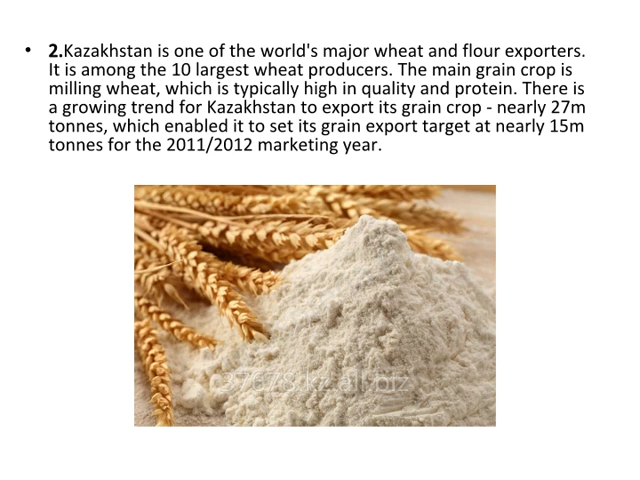 • 2.Kazakhstan is one of the world's major wheat and flour exporters.
It is among the 10 largest wheat producers. The main grain crop is
milling wheat, which is typically high in quality and protein. There is
a growing trend for Kazakhstan to export its grain crop - nearly 27m
tonnes, which enabled it to set its grain export target at nearly 15m
tonnes for the 2011/2012 marketing year.